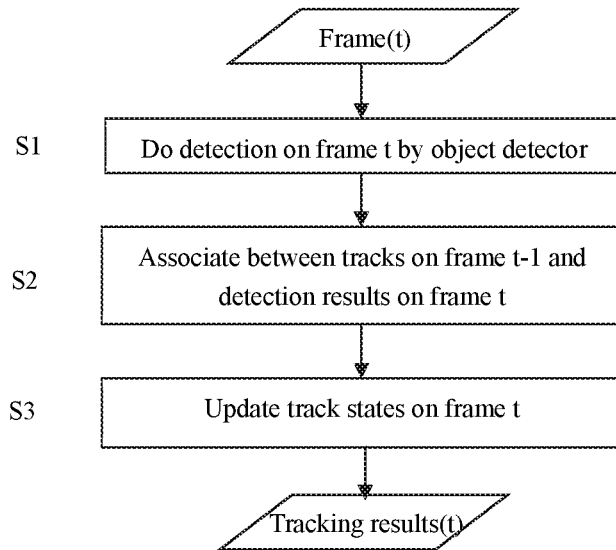 Frame(t)
S1
Do detection on frame t by object detector
S2
Associate between tracks on frame t-1 and
detection results on frame t
S3
Update track states on frame t
Tracking results(t)